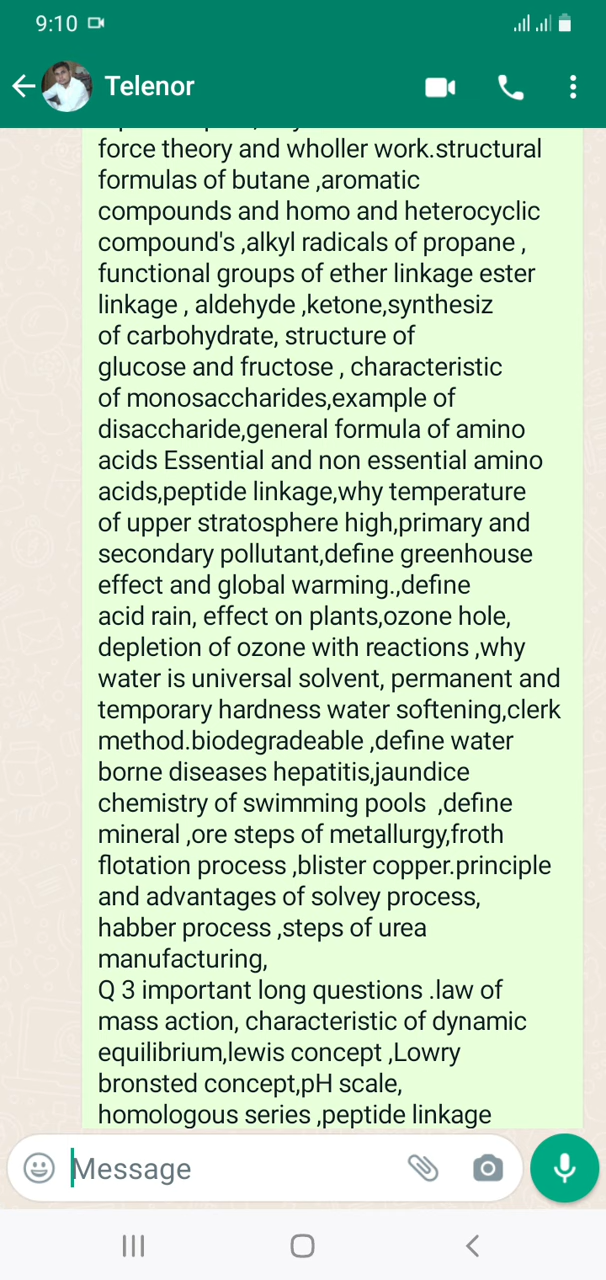 9:10
Telenor
force theory and wholler work.structural
formulas of butane ,aromatic
compounds and homo and heterocyclic
compound's ,alkyl radicals of propane ,
functional groups of ether linkage ester
linkage , aldehyde ,ketone,synthesiz
of carbohydrate, structure of
glucose and fructose , characteristic
of monosaccharides,example of
disaccharide,general formula of amino
acids Essential and non essential amino
acids,peptide linkage,why temperature
of upper stratosphere high,primary and
secondary pollutant,define greenhouse
effect and global warming.,define
acid rain, effect on plants,ozone hole,
depletion of ozone with reactions ,why
water is universal solvent, permanent and
temporary hardness water softening,clerk
method.biodegradeable ,define water
borne diseases hepatitis,jaundice
chemistry of swimming pools  ,define
mineral ,ore steps of metallurgy,froth
flotation process ,blister copper.principle
and advantages of solvey process,
habber process ,steps of urea
manufacturing,
Q 3 important long questions .law of
mass action, characteristic of dynamic
equilibrium,lewis concept ,Lowry
bronsted concept,pH scale,
homologous series ,peptide linkage
Message